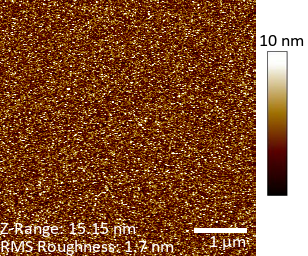 10 nm
Z-Range: 15.15 nm
1 µm
RMS Roughness: 1.7 nm